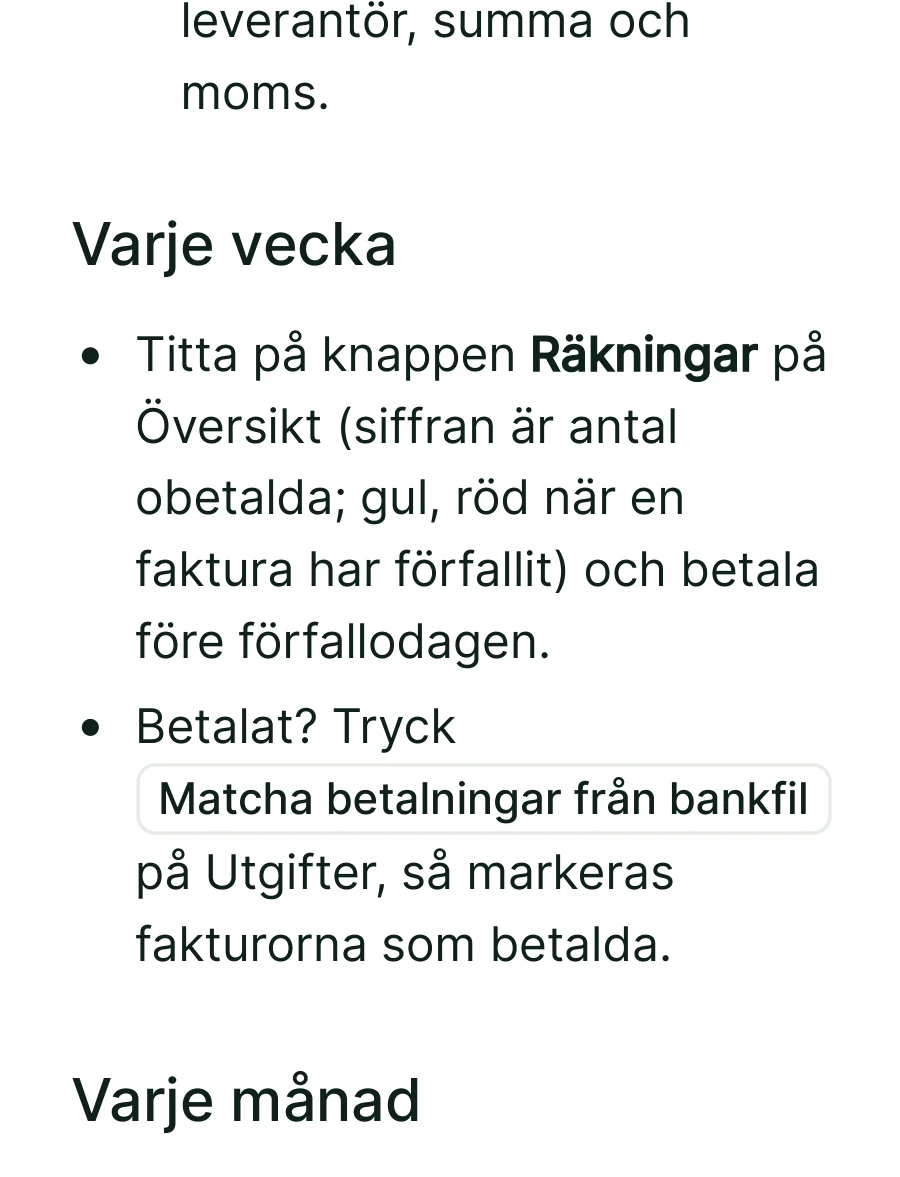 leverantör, summa och
moms.
Varje vecka
• Titta på knappen Räkningar på
Översikt (siffran är antal
obetalda; gul, röd när en
faktura har förfallit) och betala
före förfallodagen.
• Betalat? Tryck
Matcha betalningar från bankfil
på Utgifter, så markeras
fakturorna som betalda.
Varje månad